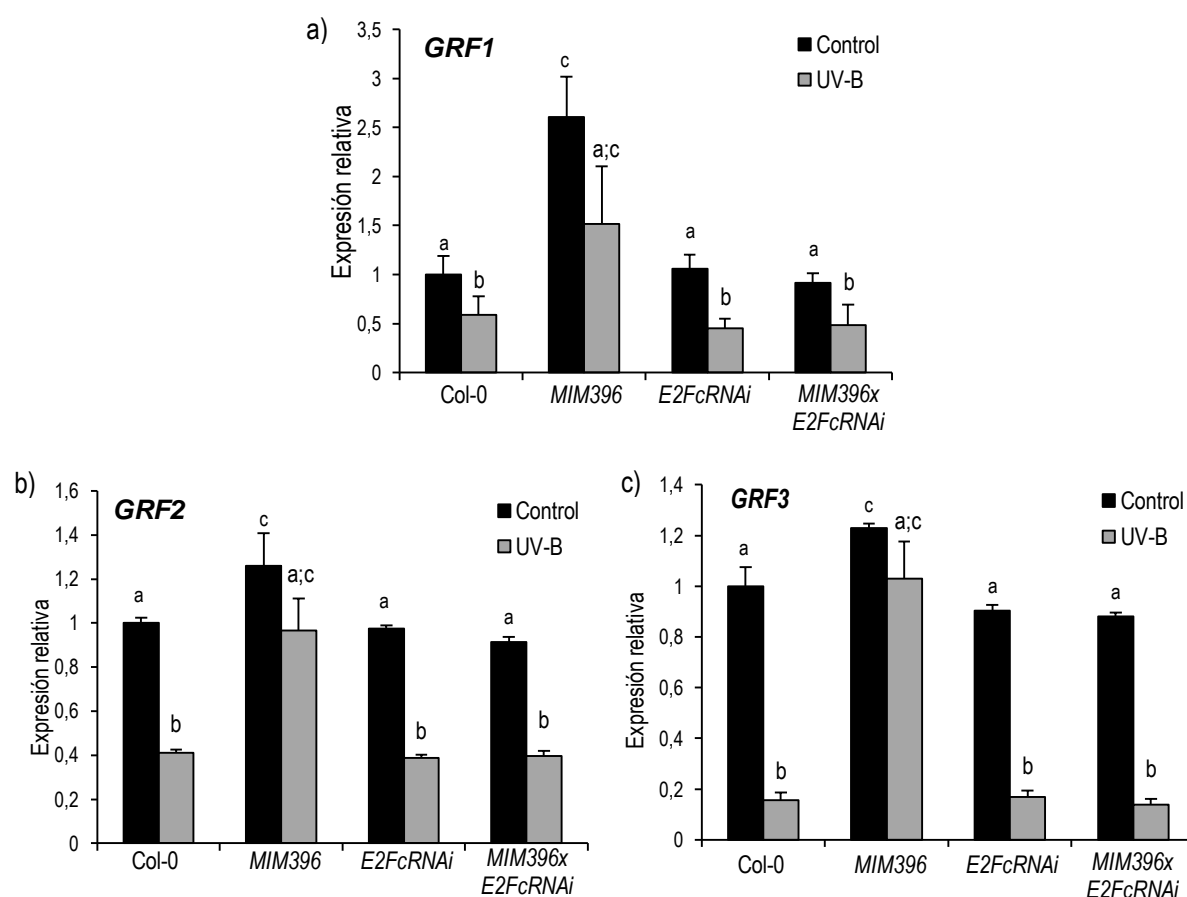 a)
GRF1
Control
UV-B
Expresión relativa
3,5
3
2,5
2
1,5
1
0,5
0
a
b
c
a;c
a
b
a
b
Col-0
MIM396
E2FcRNAi
MIM396x
E2FcRNAi
b)
GRF2
Control
UV-B
Expresión relativa
1,6
1,4
1,2
1
0,8
0,6
0,4
0,2
0
a
b
c
a;c
a
b
a
b
Col-0
MIM396
E2FcRNAi
MIM396x
E2FcRNAi
c)
GRF3
Control
UV-B
Expresión relativa
1,4
1,2
1
0,8
0,6
0,4
0,2
0
a
b
c
a;c
a
b
a
b
Col-0
MIM396
E2FcRNAi
MIM396x
E2FcRNAi